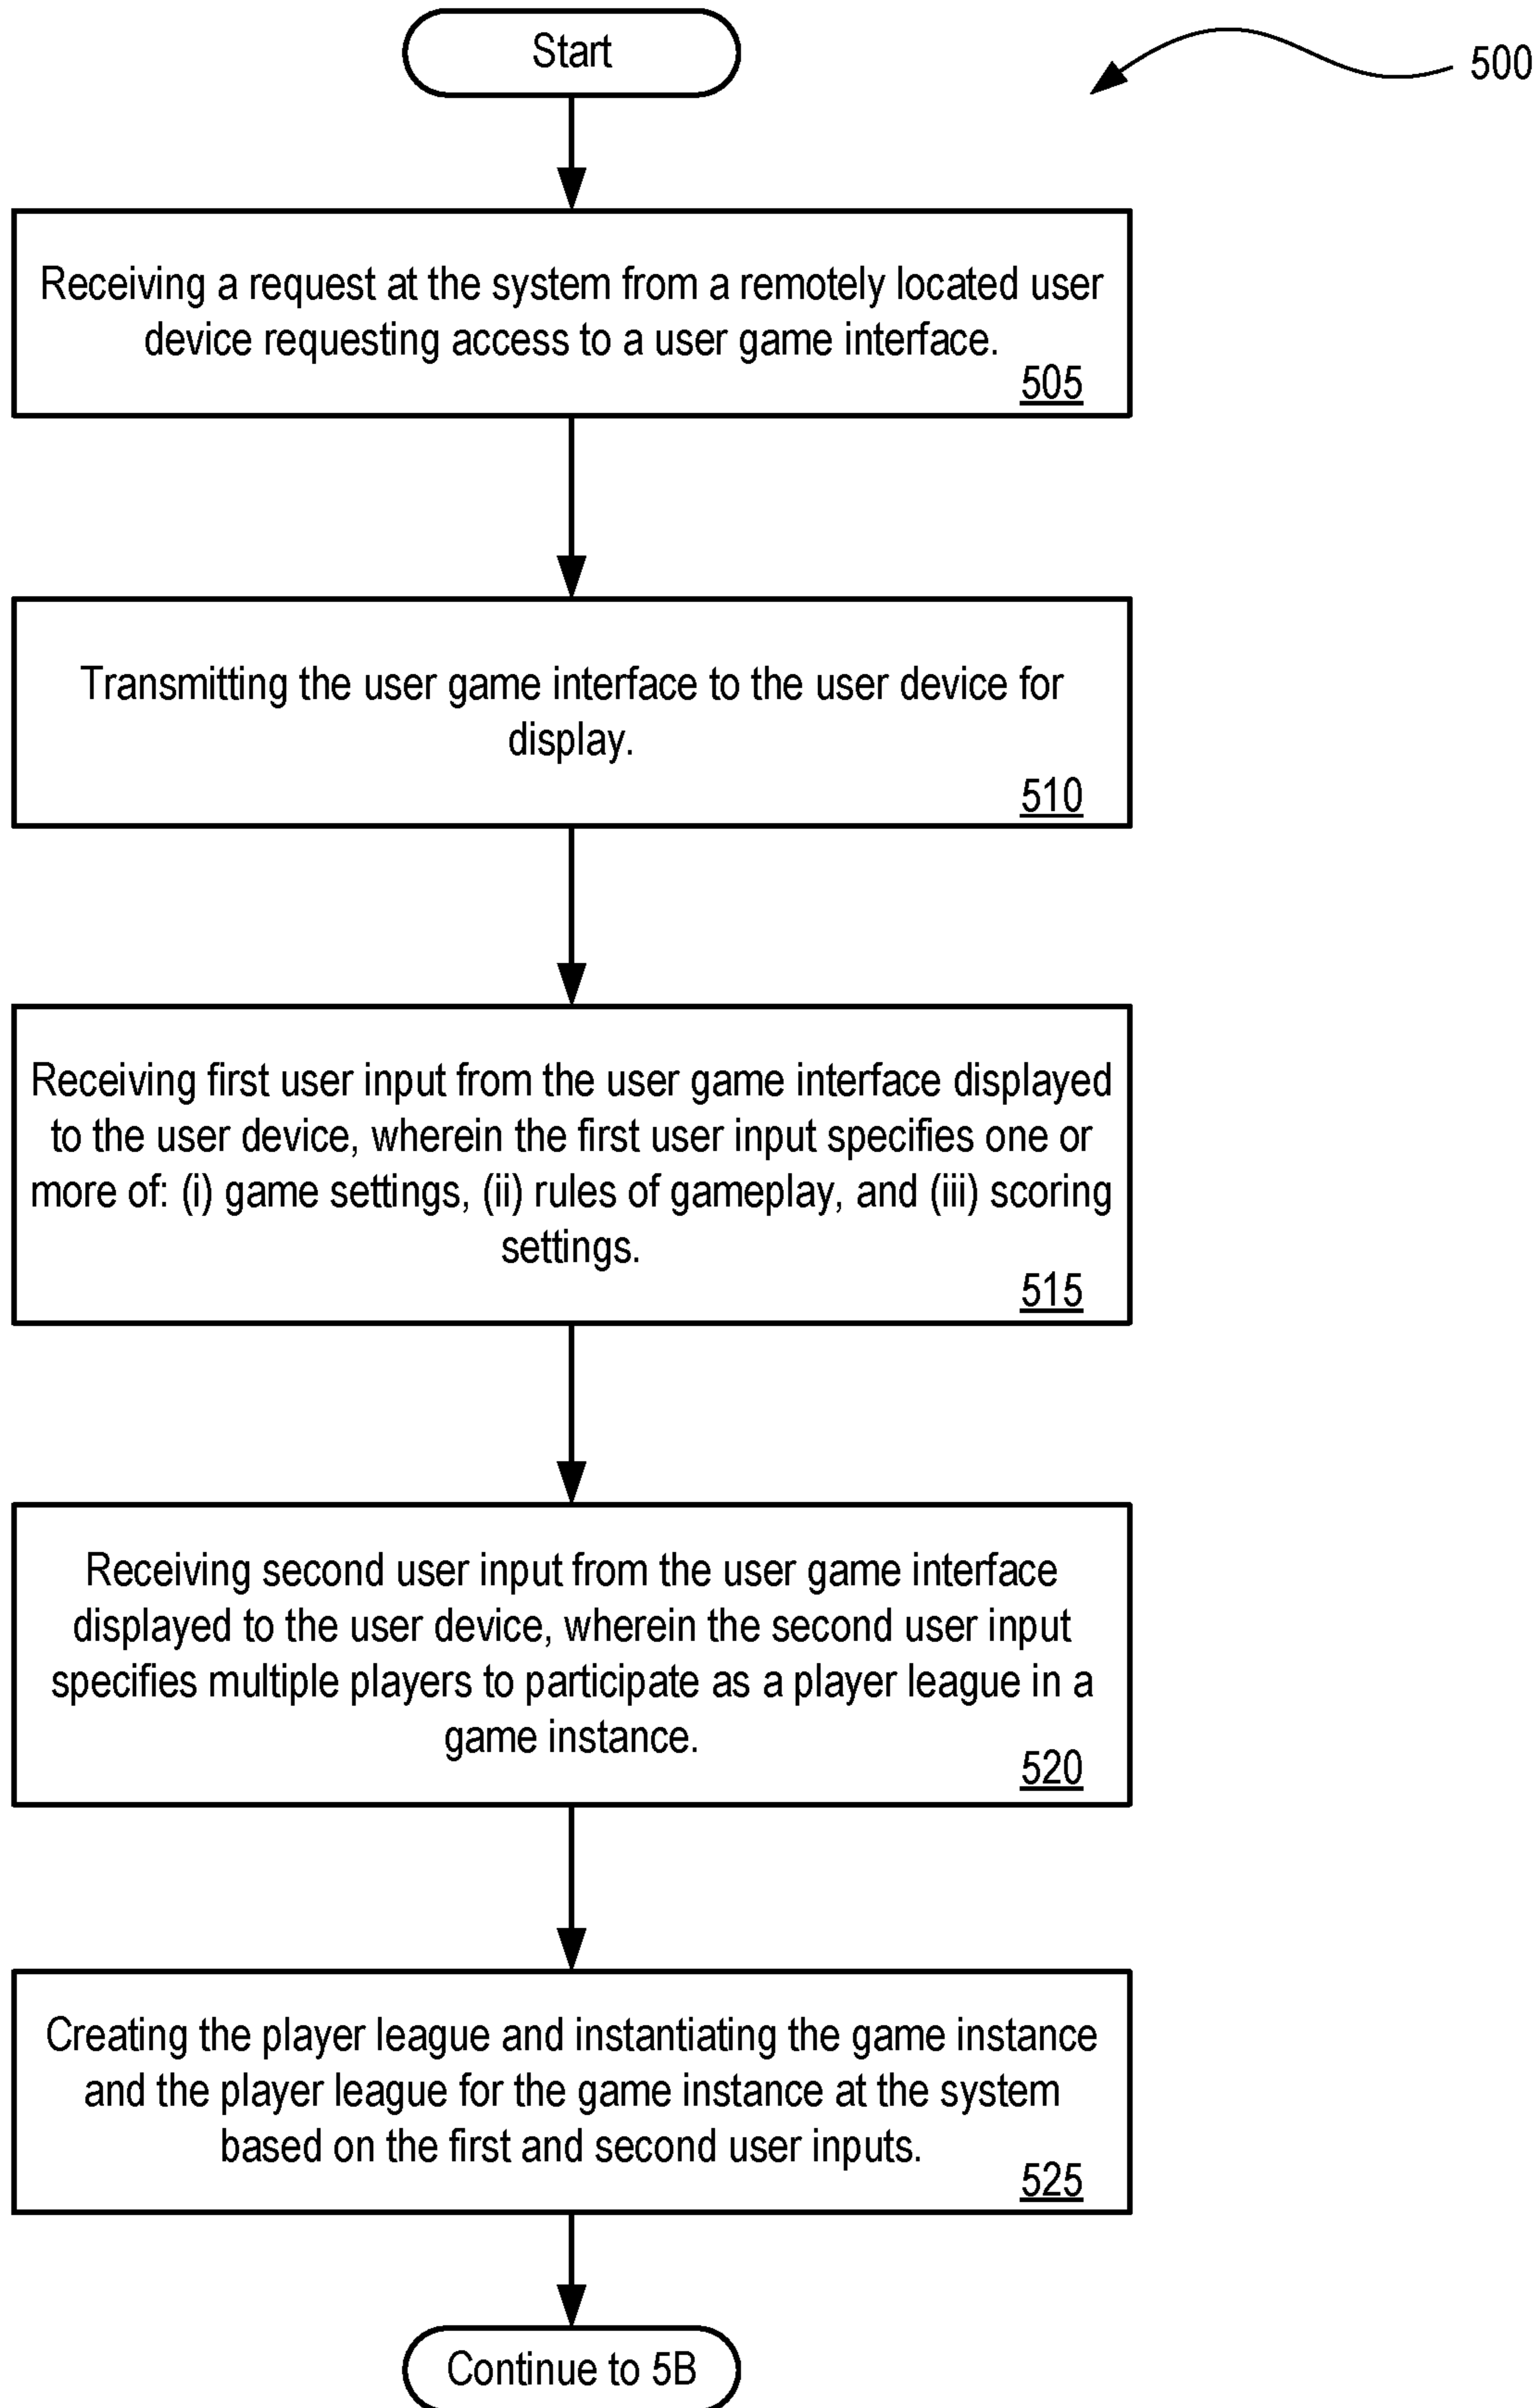 Start
500
Receiving a request at the system from a remotely located user
device requesting access to a user game interface.
505
Transmitting the user game interface to the user device for
display.
510
Receiving first user input from the user game interface displayed
to the user device, wherein the first user input specifies one or
more of: (i) game settings, (ii) rules of gameplay, and (iii) scoring
settings.
515
Receiving second user input from the user game interface
displayed to the user device, wherein the second user input
specifies multiple players to participate as a player league in a
game instance.
520
Creating the player league and instantiating the game instance
and the player league for the game instance at the system
based on the first and second user inputs.
525
Continue to 5B